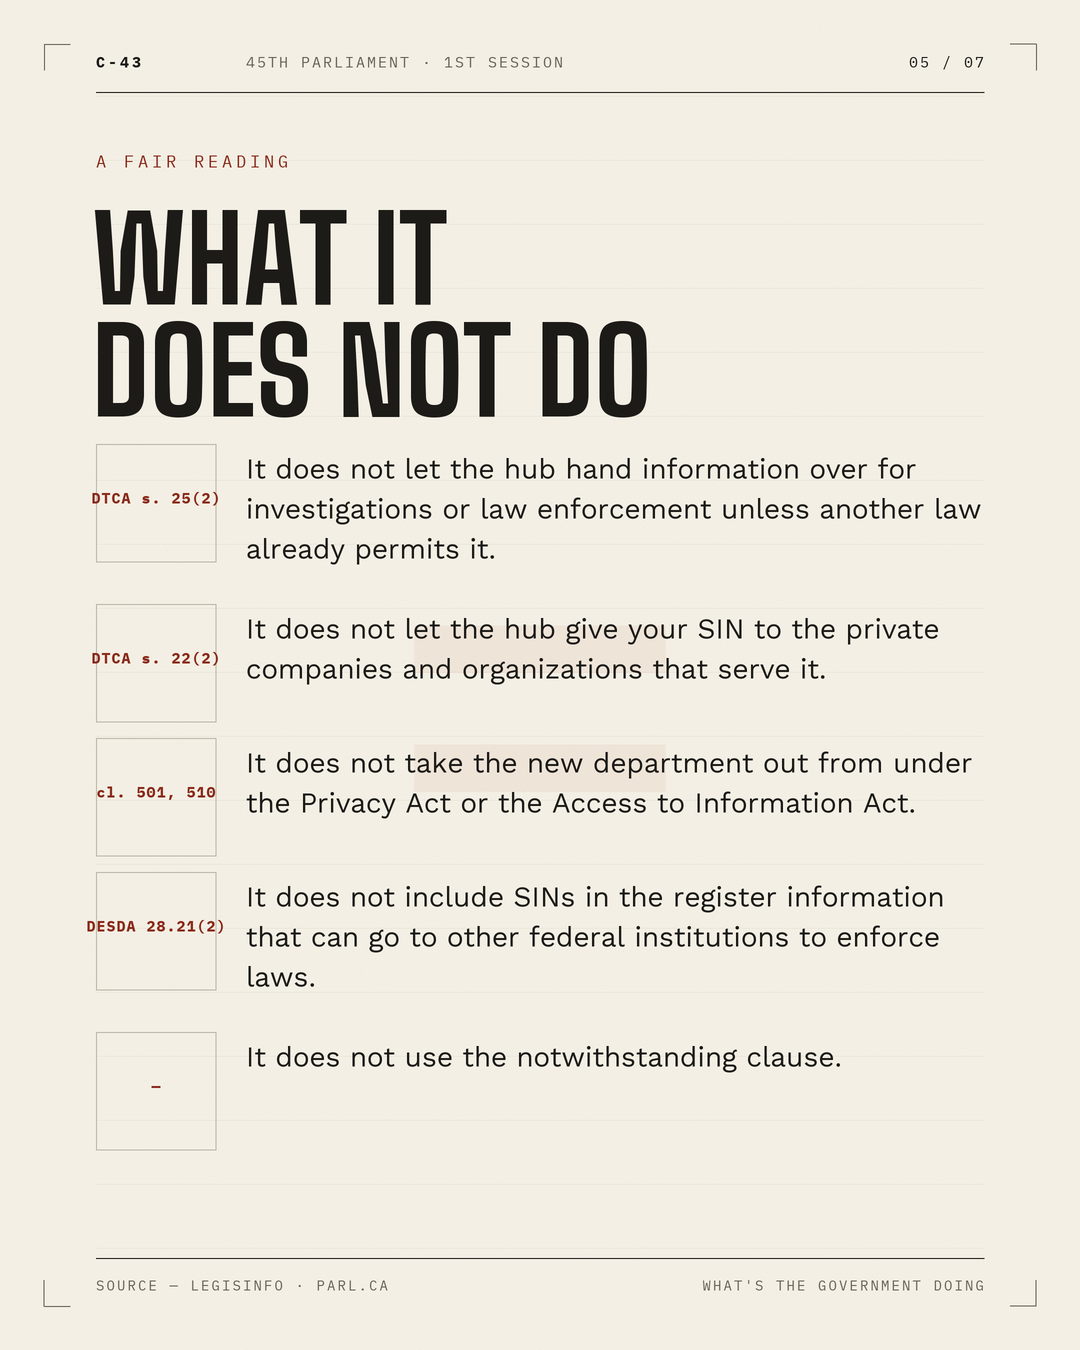 C-43 45TH PARLIAMENT · 1ST SESSION 05 / 07
A FAIR READING
WHAT IT
DOES NOT DO
DTCA s. 25(2)
It does not let the hub hand information over for
investigations or law enforcement unless another law
already permits it.
DTCA s. 22(2)
It does not let the hub give your SIN to the private
companies and organizations that serve it.
cl. 501, 510
It does not take the new department out from under
the Privacy Act or the Access to Information Act.
DESDA 28.21(2)
It does not include SINs in the register information
that can go to other federal institutions to enforce
laws.
—
It does not use the notwithstanding clause.
SOURCE — LEGISINFO · PARL.CA WHAT'S THE GOVERNMENT DOING